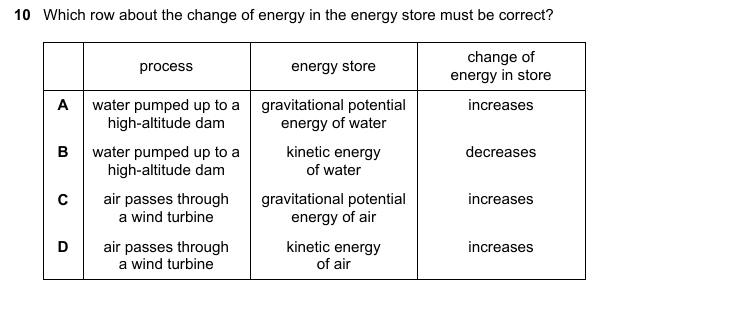 10 Which row about the change of energy in the energy store must be correct?
process
energy store
change of
energy in store
A
water pumped up to a
high-altitude dam
gravitational potential
energy of water
increases
B
water pumped up to a
high-altitude dam
kinetic energy
of water
decreases
C
air passes through
a wind turbine
gravitational potential
energy of air
increases
D
air passes through
a wind turbine
kinetic energy
of air
increases